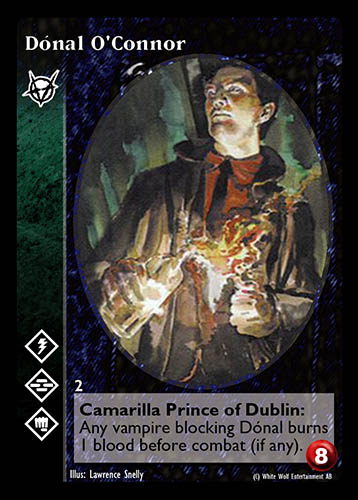 Dónal O'Connor
2
Camarilla Prince of Dublin:
Any vampire blocking Dónal burns
1 blood before combat (if any).
8
Illus: Lawrence Snelly
(C) White Wolf Entertainment AB